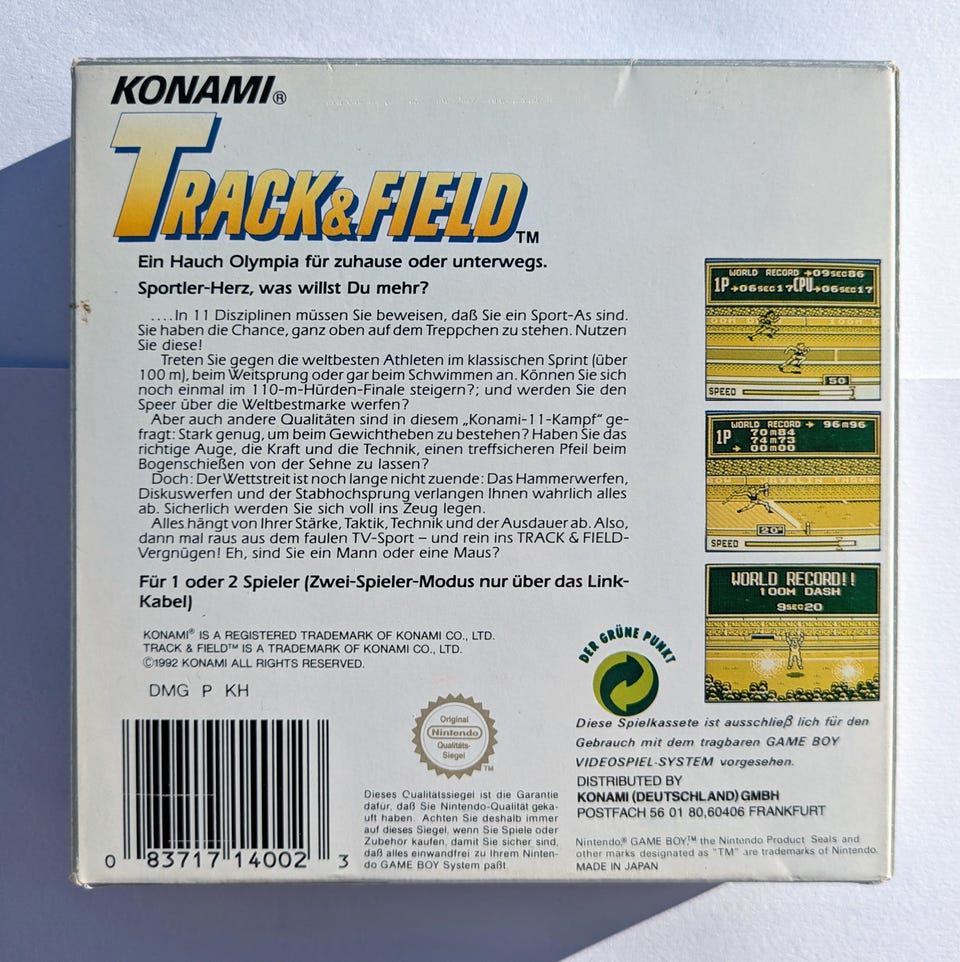 KONAMI®
TRACK & FIELD™
Ein Hauch Olympia für zuhause oder unterwegs.
Sportler-Herz, was willst Du mehr?
....In 11 Disziplinen müssen Sie beweisen, daß Sie ein Sport-As sind.
Sie haben die Chance, ganz oben auf dem Treppchen zu stehen. Nutzen
Sie diese!
Treten Sie gegen die weltbesten Athleten im klassischen Sprint (über
100 m), beim Weitsprung oder gar beim Schwimmen an. Können Sie sich
noch einmal im 110-m-Hürden-Finale steigern?; und werden Sie den
Speer über die Weltbestmarke werfen?
Aber auch andere Qualitäten sind in diesem „Konami-11-Kampf“ ge-
fragt: Stark genug, um beim Gewichtheben zu bestehen? Haben Sie das
richtige Auge, die Kraft und die Technik, einen treffsicheren Pfeil beim
Bogenschießen von der Sehne zu lassen?
Doch: Der Wettstreit ist noch lange nicht zuende: Das Hammerwerfen,
Diskuswerfen und der Stabhochsprung verlangen Ihnen wahrlich alles
ab. Sicherlich werden Sie sich voll ins Zeug legen.
Alles hängt von Ihrer Stärke, Taktik, Technik und der Ausdauer ab. Also,
dann mal raus aus dem faulen TV-Sport – und rein ins TRACK & FIELD-
Vergnügen! Eh, sind Sie ein Mann oder eine Maus?
Für 1 oder 2 Spieler (Zwei-Spieler-Modus nur über das Link-
Kabel)
KONAMI® IS A REGISTERED TRADEMARK OF KONAMI CO., LTD.
TRACK & FIELD™ IS A TRADEMARK OF KONAMI CO., LTD.
©1992 KONAMI ALL RIGHTS RESERVED.
DMG P KH
0 83717 14002 3
Original
Nintendo
Qualitäts-
Siegel
TM
Dieses Qualitätssiegel ist die Garantie
dafür, daß Sie Nintendo-Qualität geka-
uft haben. Achten Sie deshalb immer
auf dieses Siegel, wenn Sie Spiele oder
Zubehör kaufen, damit Sie sicher sind,
daß alles einwandfrei zu Ihrem Ninten-
do GAME BOY System paßt.
WORLD RECORD →09SEC86
1P →06SEC17 CPU →06SEC17
50
SPEED
WORLD RECORD → 96m96
1P 70m84
74m73
→ 00m00
JAVELIN THROW
20°
SPEED
WORLD RECORD!!
100M DASH
9SEC20
DER GRÜNE PUNKT
Diese Spielkassete ist ausschließ lich für den
Gebrauch mit dem tragbaren GAME BOY
VIDEOSPIEL-SYSTEM vorgesehen.
DISTRIBUTED BY
KONAMI (DEUTSCHLAND) GMBH
POSTFACH 56 01 80,60406 FRANKFURT
Nintendo,® GAME BOY,™ the Nintendo Product Seals and
other marks designated as "TM" are trademarks of Nintendo.
MADE IN JAPAN